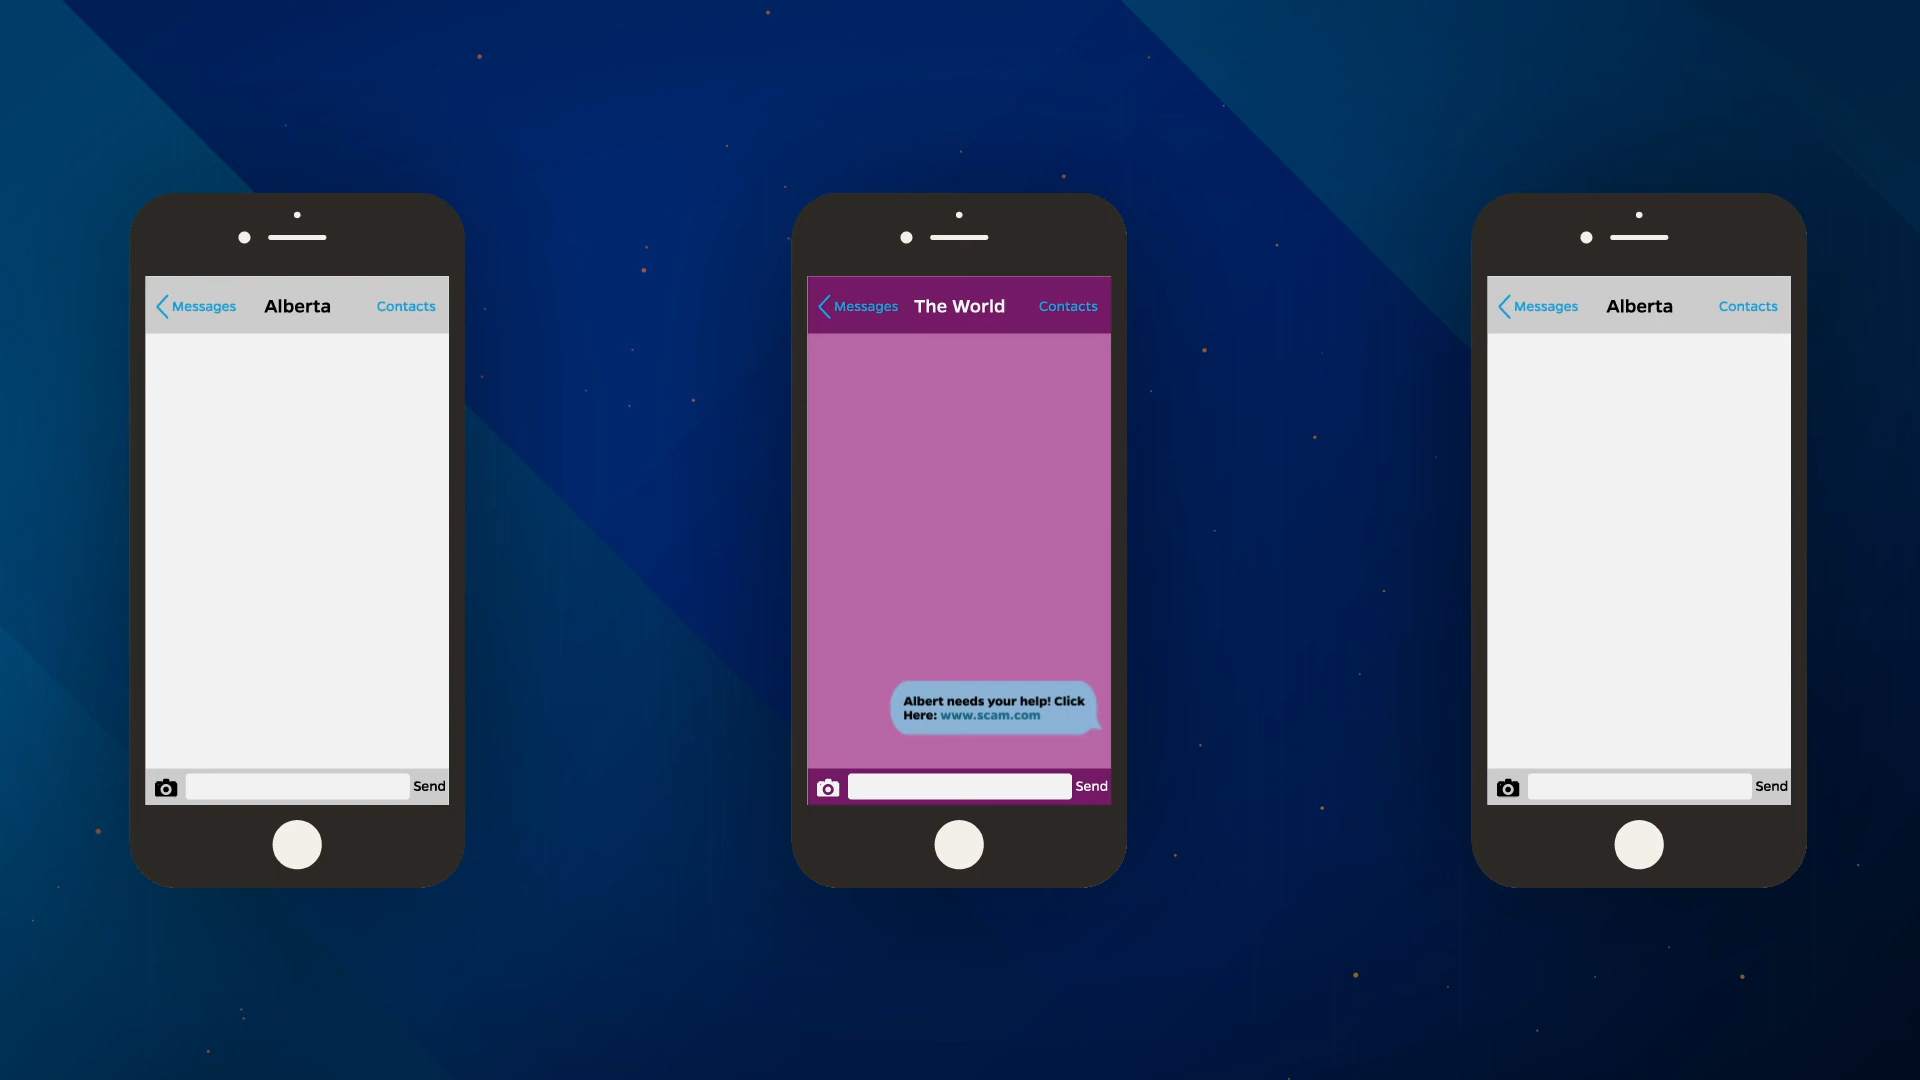 Messages Alberta Contacts
Send
Messages The World Contacts
Albert needs your help! Click
Here: www.scam.com
Send
Messages Alberta Contacts
Send